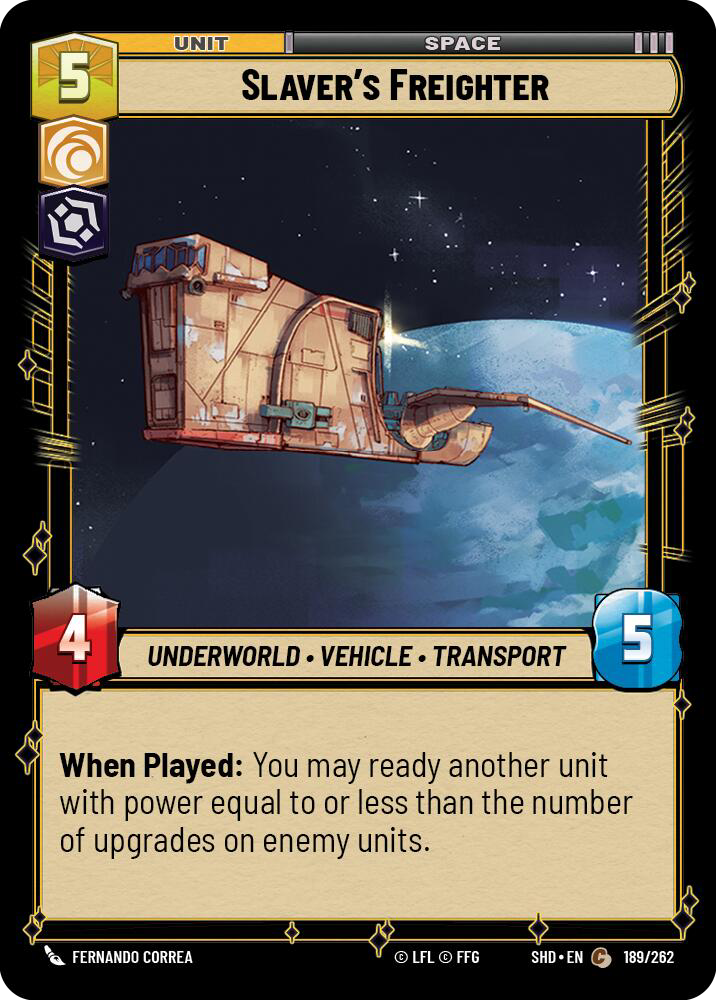 UNIT
SPACE
5
SLAVER'S FREIGHTER
4
UNDERWORLD • VEHICLE • TRANSPORT
5
When Played: You may ready another unit
with power equal to or less than the number
of upgrades on enemy units.
FERNANDO CORREA
© LFL © FFG
SHD • EN C 189/262